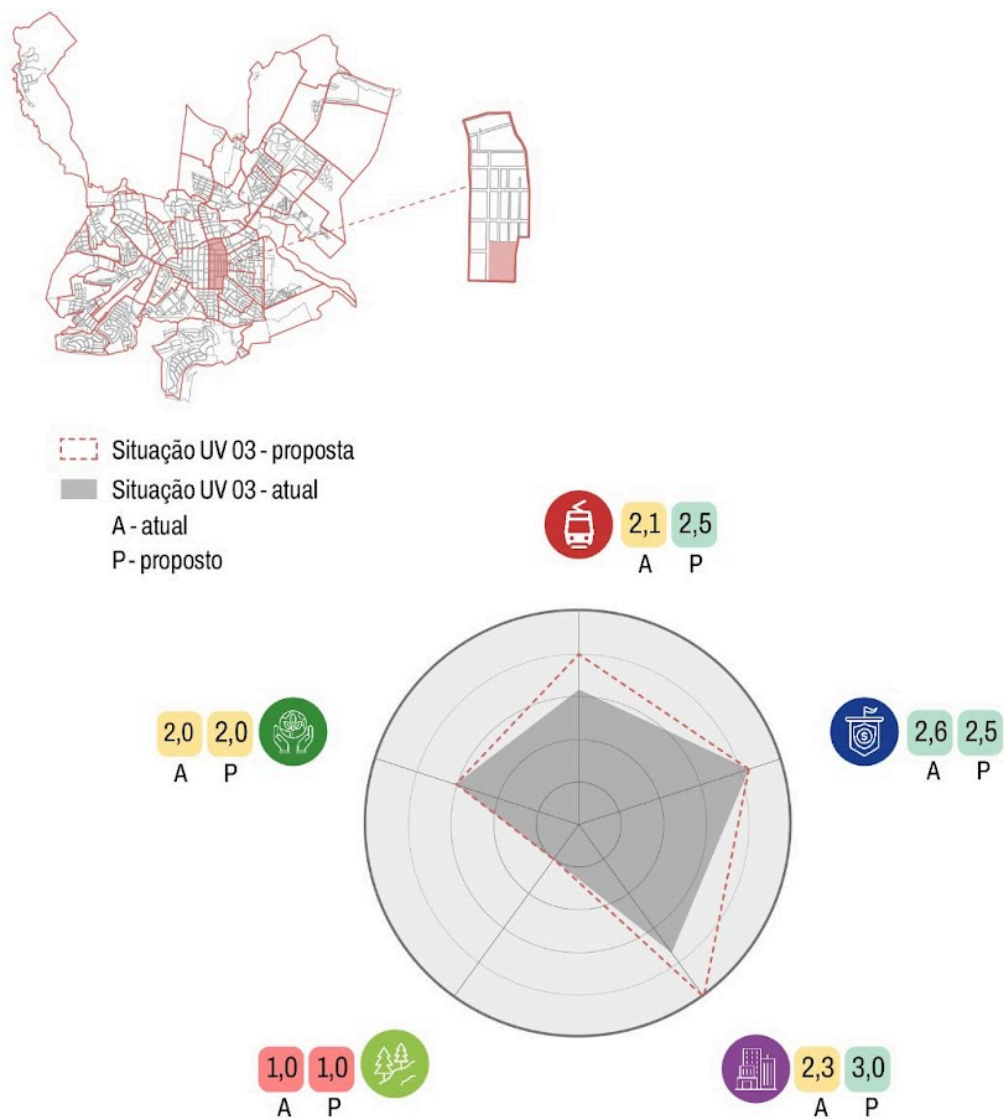 Situação UV 03 - proposta
Situação UV 03 - atual
A - atual
P - proposto
2,1 2,5
A P
2,0 2,0
A P
2,6 2,5
A P
1,0 1,0
A P
2,3 3,0
A P